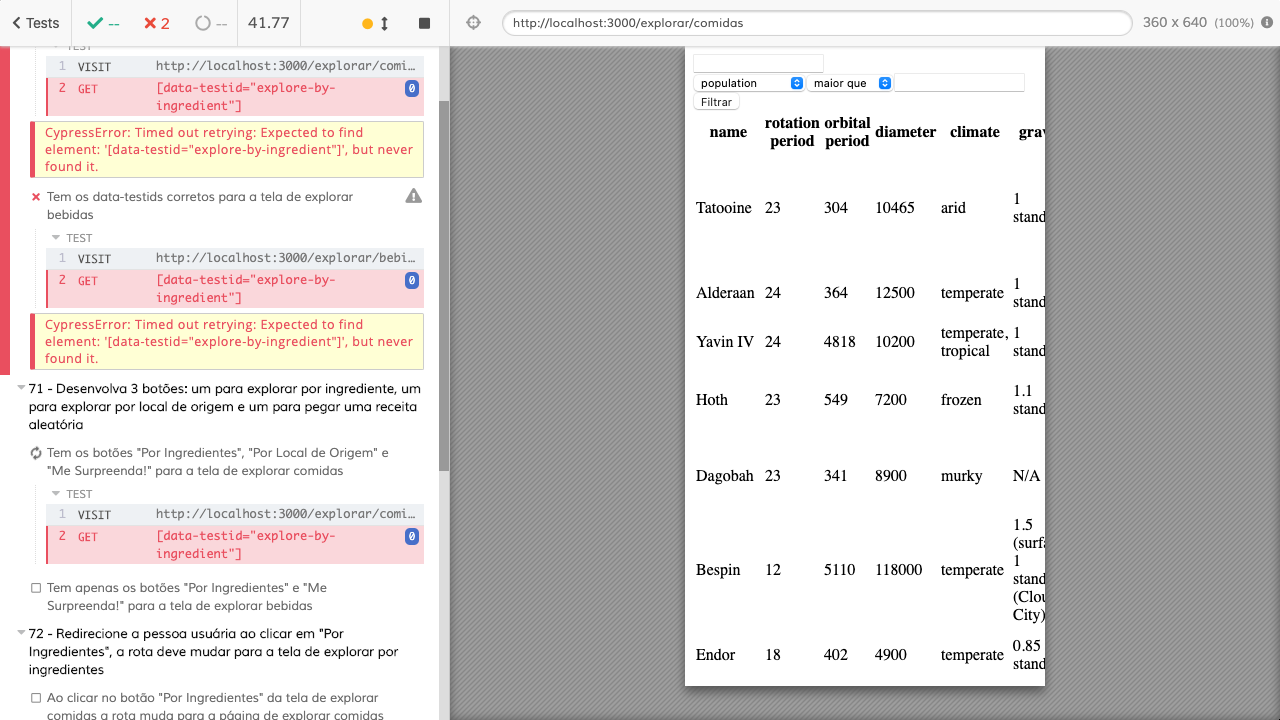 Tests
--
2
--
41.77
http://localhost:3000/explorar/comidas
360 x 640 (100%)
TEST
1 VISIT http://localhost:3000/explorar/comi…
2 GET [data-testid="explore-by-
ingredient"]
0
CypressError: Timed out retrying: Expected to find
element: '[data-testid="explore-by-ingredient"]', but never
found it.
Tem os data-testids corretos para a tela de explorar
bebidas
TEST
1 VISIT http://localhost:3000/explorar/bebi…
2 GET [data-testid="explore-by-
ingredient"]
0
CypressError: Timed out retrying: Expected to find
element: '[data-testid="explore-by-ingredient"]', but never
found it.
71 - Desenvolva 3 botões: um para explorar por ingrediente, um
para explorar por local de origem e um para pegar uma receita
aleatória
Tem os botões "Por Ingredientes", "Por Local de Origem" e
"Me Surpreenda!" para a tela de explorar comidas
TEST
1 VISIT http://localhost:3000/explorar/comi…
2 GET [data-testid="explore-by-
ingredient"]
0
Tem apenas os botões "Por Ingredientes" e "Me
Surpreenda!" para a tela de explorar bebidas
72 - Redirecione a pessoa usuária ao clicar em "Por
Ingredientes", a rota deve mudar para a tela de explorar por
ingredientes
Ao clicar no botão "Por Ingredientes" da tela de explorar
comidas a rota muda para a página de explorar comidas
population maior que
Filtrar
name rotation period orbital period diameter climate grav
Tatooine 23 304 10465 arid 1 stand
Alderaan 24 364 12500 temperate 1 stand
Yavin IV 24 4818 10200 temperate, tropical 1 stand
Hoth 23 549 7200 frozen 1.1 stand
Dagobah 23 341 8900 murky N/A
Bespin 12 5110 118000 temperate 1.5 (surfa 1 stand (Clou City)
Endor 18 402 4900 temperate 0.85 stand